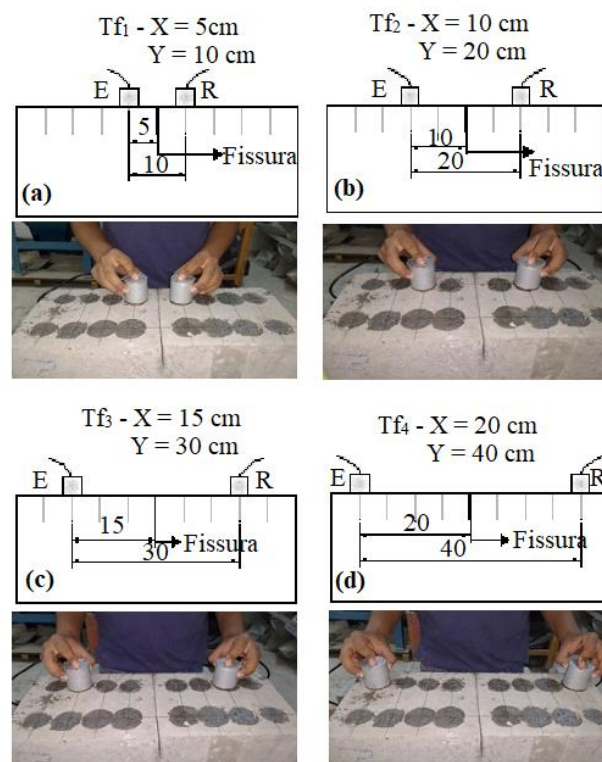 Tf₁ - X = 5cm
Y = 10 cm
E
R
5
10
Fissura
(a)
Tf₂ - X = 10 cm
Y = 20 cm
E
R
10
20
Fissura
(b)
Tf₃ - X = 15 cm
Y = 30 cm
E
R
15
30
Fissura
(c)
Tf₄ - X = 20 cm
Y = 40 cm
E
R
20
40
Fissura
(d)